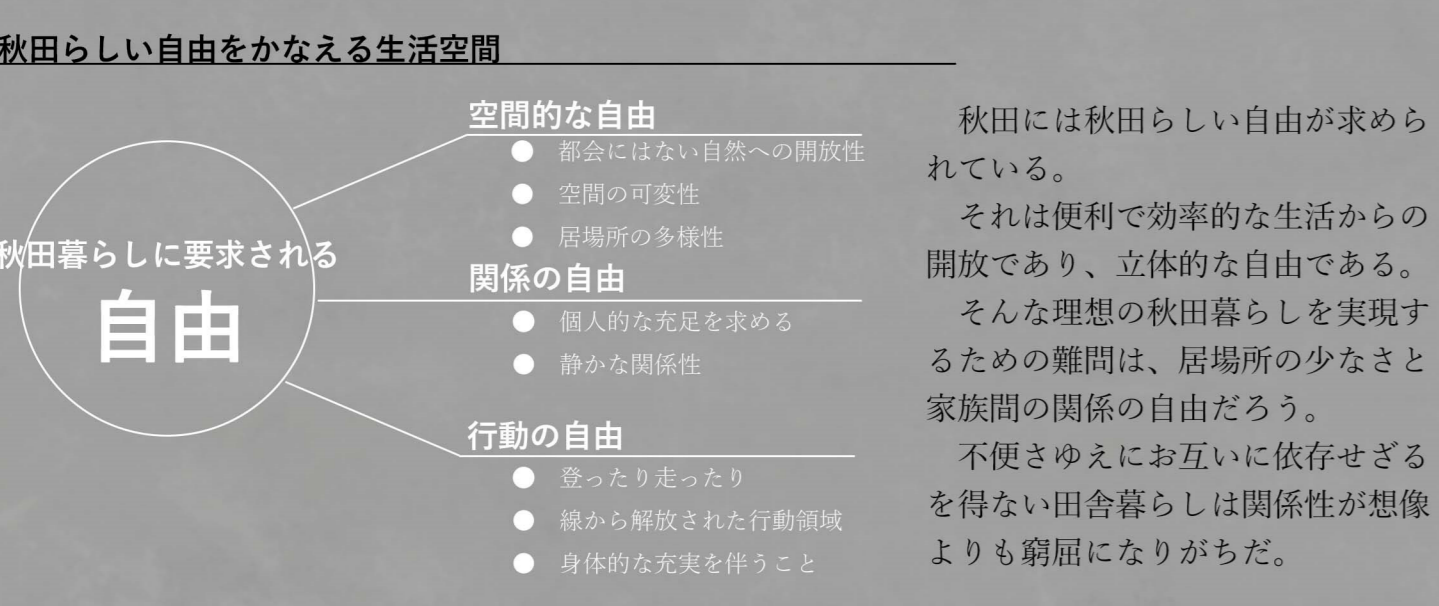 秋田らしい自由をかなえる生活空間
秋田暮らしに要求される
自由
空間的な自由
● 都会にはない自然への開放性
● 空間の可変性
● 居場所の多様性
関係の自由
● 個人的な充足を求める
● 静かな関係性
行動の自由
● 登ったり走ったり
● 線から解放された行動領域
● 身体的な充実を伴うこと
秋田には秋田らしい自由が求めら
れている。
それは便利で効率的な生活からの
開放であり、立体的な自由である。
そんな理想の秋田暮らしを実現す
るための難問は、居場所の少なさと
家族間の関係の自由だろう。
不便さゆえにお互いに依存せざる
を得ない田舎暮らしは関係性が想像
よりも窮屈になりがちだ。